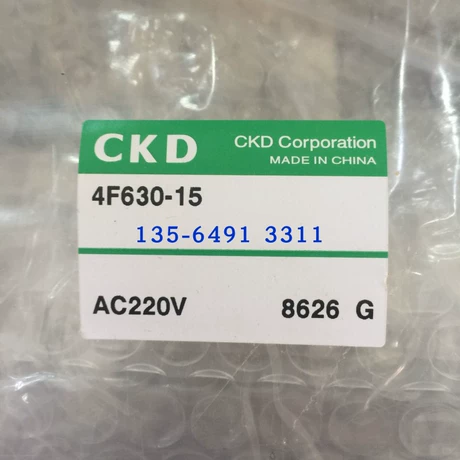 CKD
CKD Corporation
MADE IN CHINA
4F630-15
135-6491 3311
AC220V 8626 G